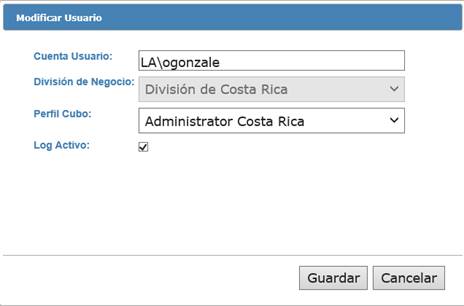 Modificar Usuario
Cuenta Usuario: LA\ogonzale
División de Negocio: División de Costa Rica
Perfil Cubo: Administrator Costa Rica
Log Activo:
Guardar Cancelar